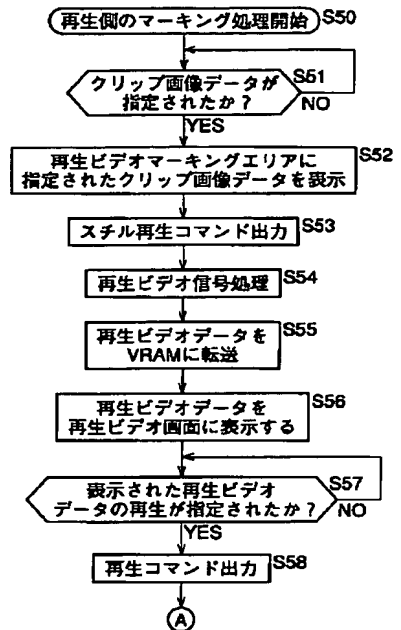 再生側のマーキング処理開始 S50
クリップ画像データが S51
指定されたか？
NO
YES
再生ビデオマーキングエリアに
指定されたクリップ画像データを表示 S52
スチル再生コマンド出力 S53
再生ビデオ信号処理 S54
再生ビデオデータを S55
VRAMに転送
再生ビデオデータを S56
再生ビデオ画面に表示する
表示された再生ビデオ S57
データの再生が指定されたか？
NO
YES
再生コマンド出力 S58
A